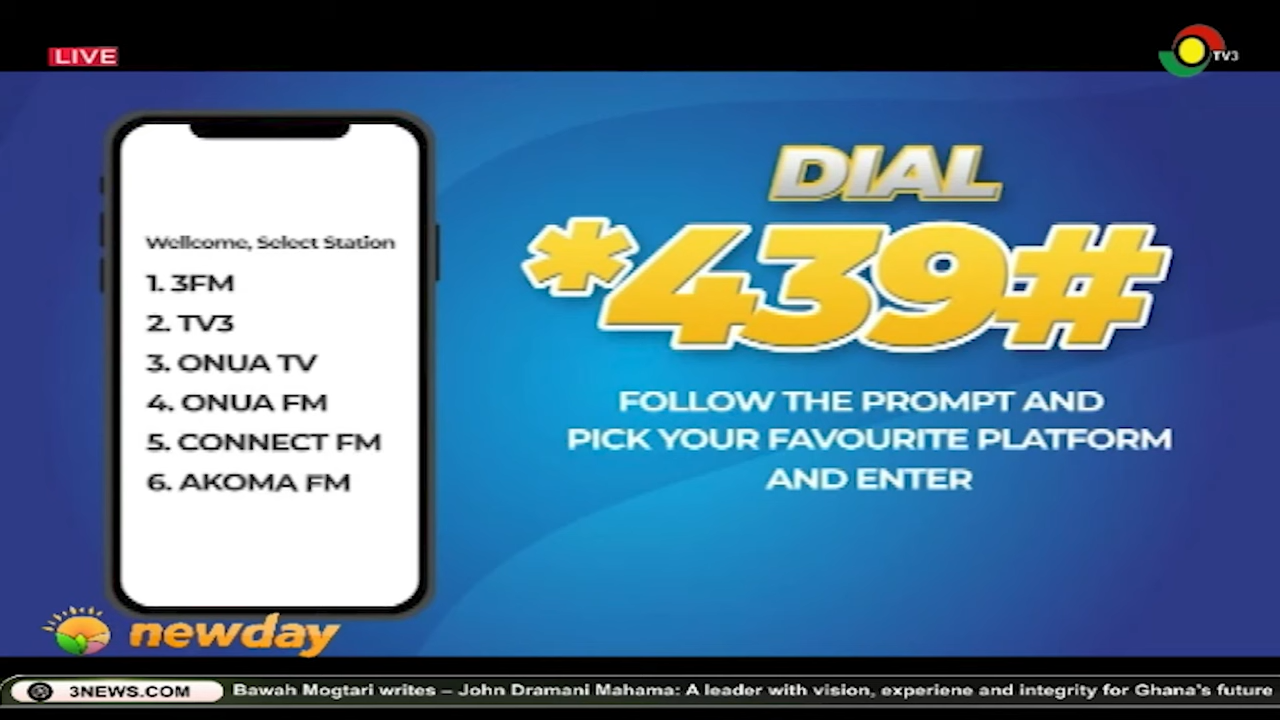 LIVE
TV3
DIAL
*439#
FOLLOW THE PROMPT AND
PICK YOUR FAVOURITE PLATFORM
AND ENTER
Wellcome, Select Station
1. 3FM
2. TV3
3. ONUA TV
4. ONUA FM
5. CONNECT FM
6. AKOMA FM
newday
3NEWS.COM Bawah Mogtari writes – John Dramani Mahama: A leader with vision, experiene and integrity for Ghana's future